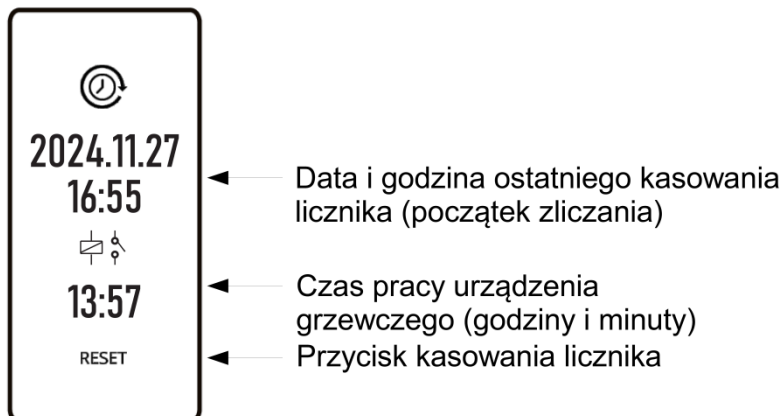 2024.11.27
16:55
Data i godzina ostatniego kasowania
licznika (początek zliczania)
13:57
Czas pracy urządzenia
grzewczego (godziny i minuty)
RESET
Przycisk kasowania licznika